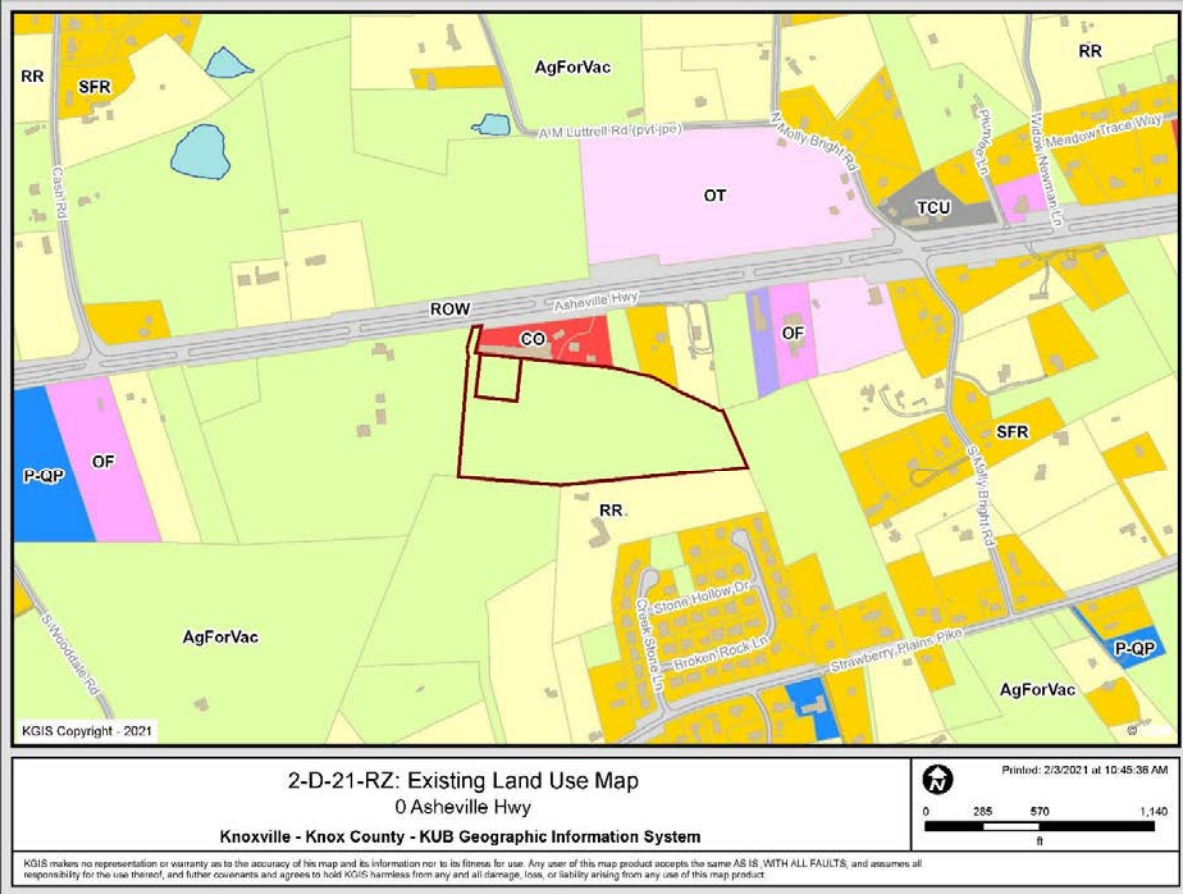 RR
SFR
AgForVac
RR
Cash Rd
A M Luttrell Rd (pvt-jpe)
N Molly Bright Rd
Plumlee Ln
Widow Newman Ln
Meadow Trace Way
OT
TCU
ROW
Asheville Hwy
CO
OF
P-QP
OF
SFR
S Molly Bright Rd
RR
Stone Hollow Dr
Creek Stone Ln
Broken Rock Ln
Strawberry Plains Pike
AgForVac
S Wooddale Rd
P-QP
AgForVac
KGIS Copyright - 2021
©
2-D-21-RZ: Existing Land Use Map
0 Asheville Hwy
Knoxville - Knox County - KUB Geographic Information System
N
Printed: 2/3/2021 at 10:45:36 AM
0 285 570 1,140
ft
KGIS makes no representation or warranty as to the accuracy of his map and its information nor to its fitness for use. Any user of this map product accepts the same AS IS ,WITH ALL FAULTS, and assumes all
responsibility for the use thereof, and futher covenants and agrees to hold KGIS harmless from any and all damage, loss, or liability arising from any use of this map product.